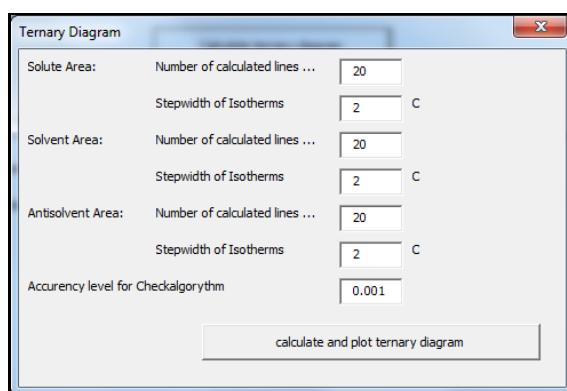 Ternary Diagram
Solute Area: Number of calculated lines ... 20
Stepwidth of Isotherms 2 C
Solvent Area: Number of calculated lines ... 20
Stepwidth of Isotherms 2 C
Antisolvent Area: Number of calculated lines ... 20
Stepwidth of Isotherms 2 C
Accurency level for Checkalgorythm 0.001
calculate and plot ternary diagram